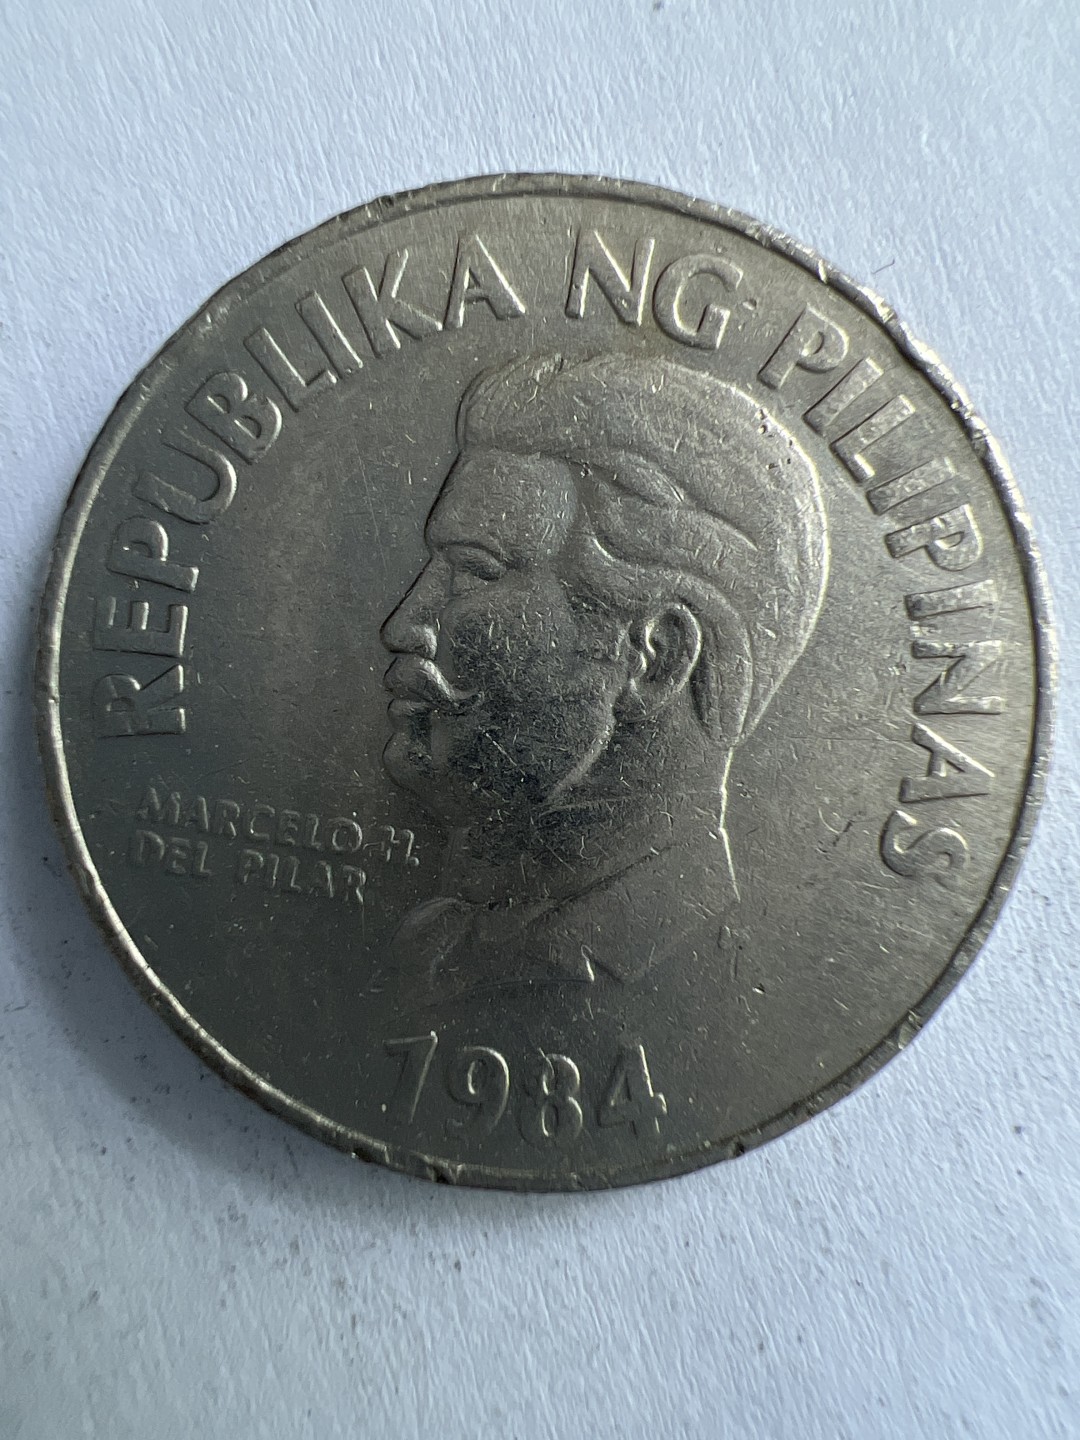 REPUBLIKA NG PILIPINAS
MARCELO H.
DEL PILAR
1984